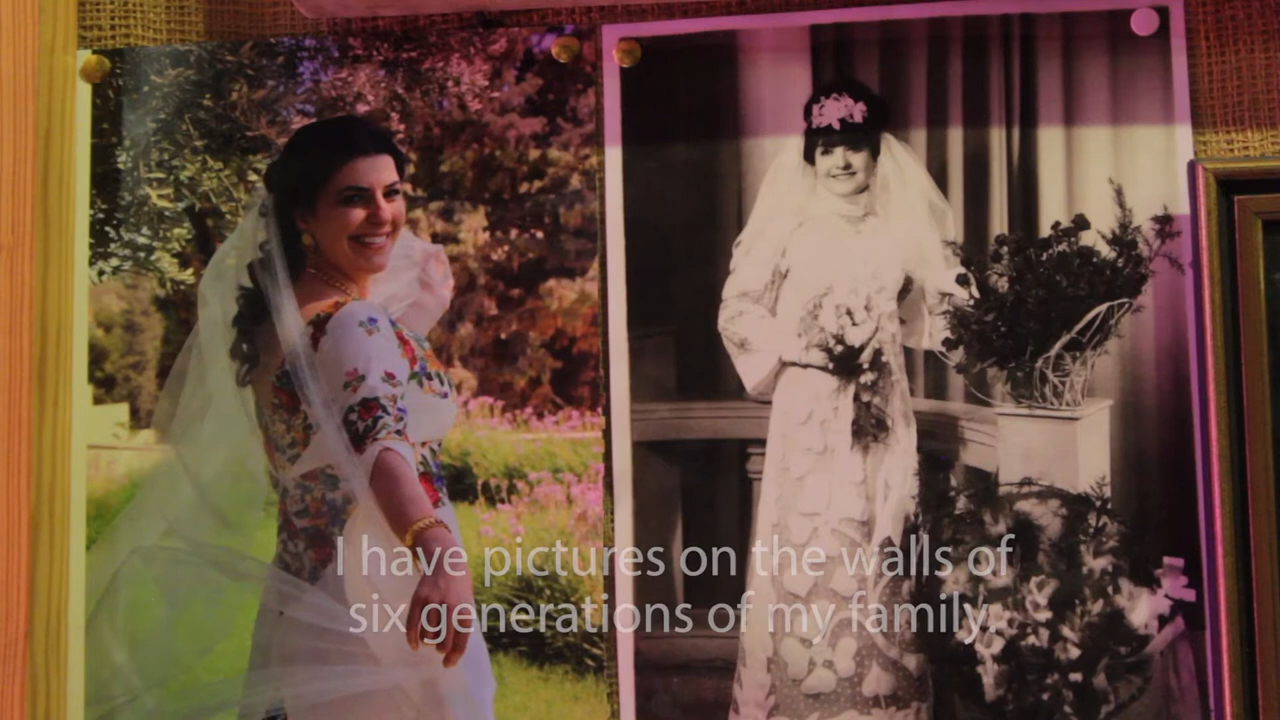 I have pictures on the walls of
six generations of my family.